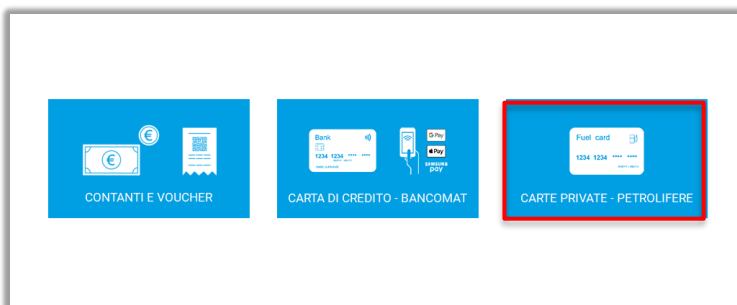 CONTANTI E VOUCHER
Bank
1234 1234 **** ****
G Pay
Pay
SAMSUNG
pay
CARTA DI CREDITO - BANCOMAT
Fuel card
1234 1234 **** ****
CARTE PRIVATE - PETROLIFERE